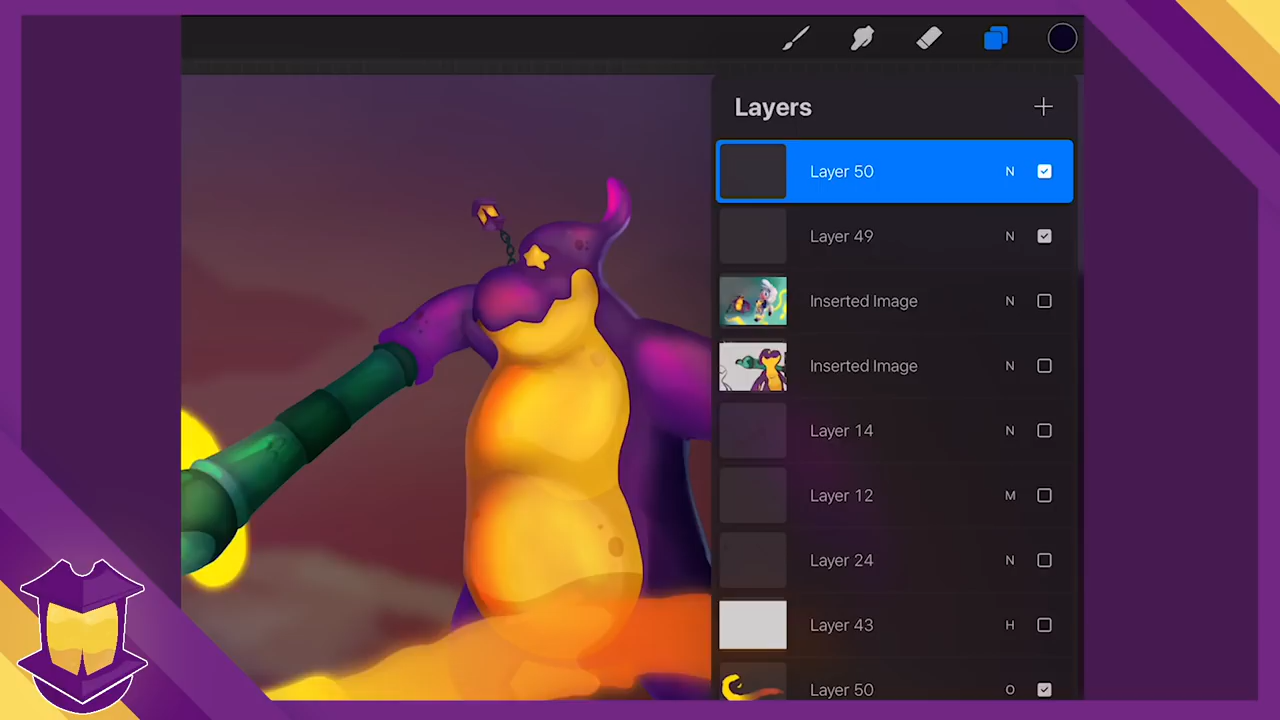 Layers
Layer 50 N
Layer 49 N
Inserted Image N
Inserted Image N
Layer 14 N
Layer 12 M
Layer 24 N
Layer 43 H
Layer 50 O